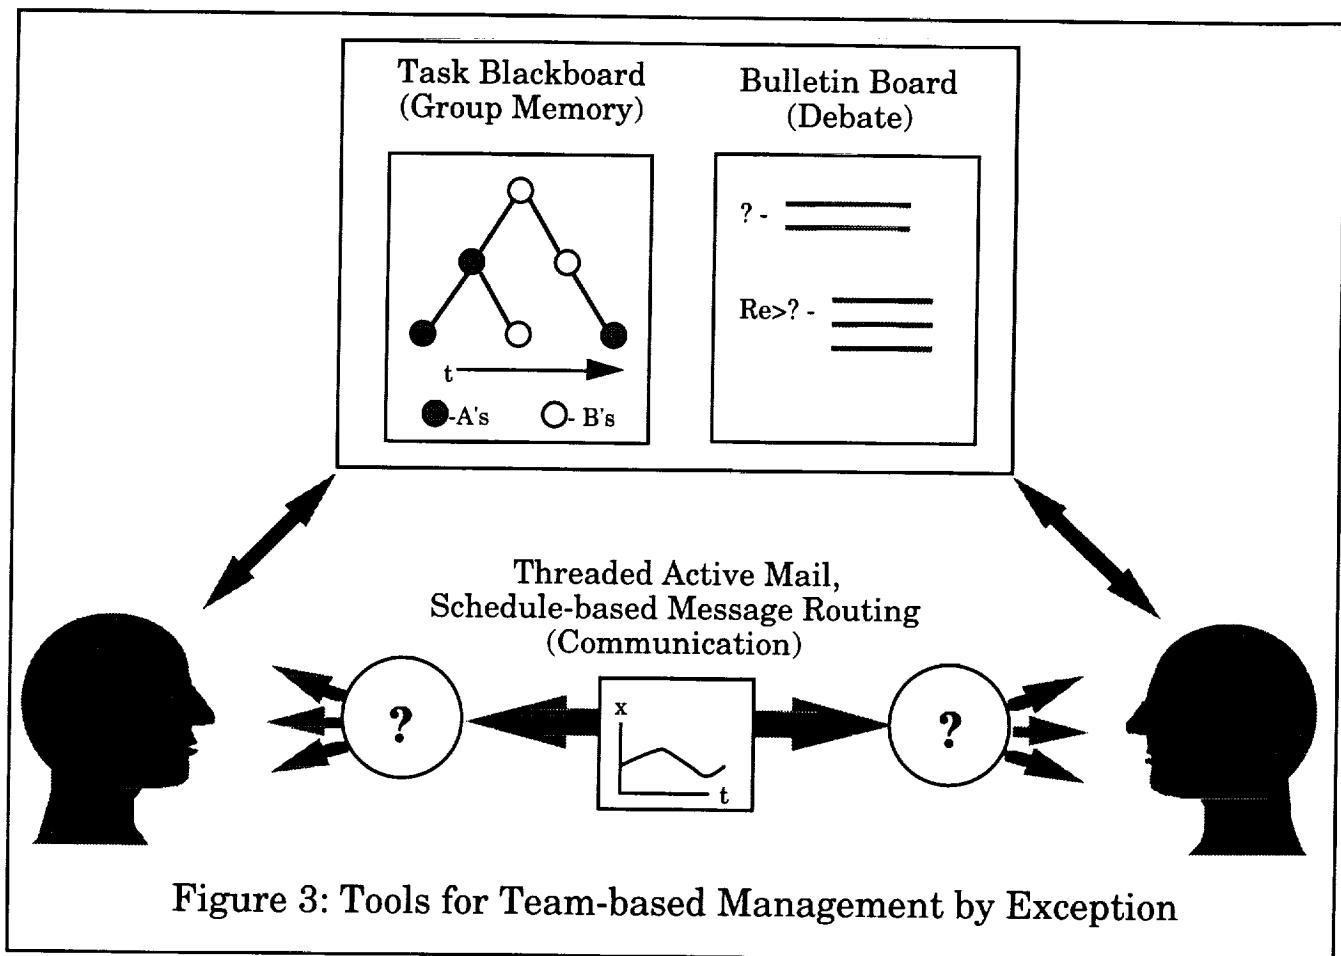 Task Blackboard
(Group Memory)
Bulletin Board
(Debate)
? -
Re>? -
t
-A's
- B's
Threaded Active Mail,
Schedule-based Message Routing
(Communication)
?
x
t
?
Figure 3: Tools for Team-based Management by Exception